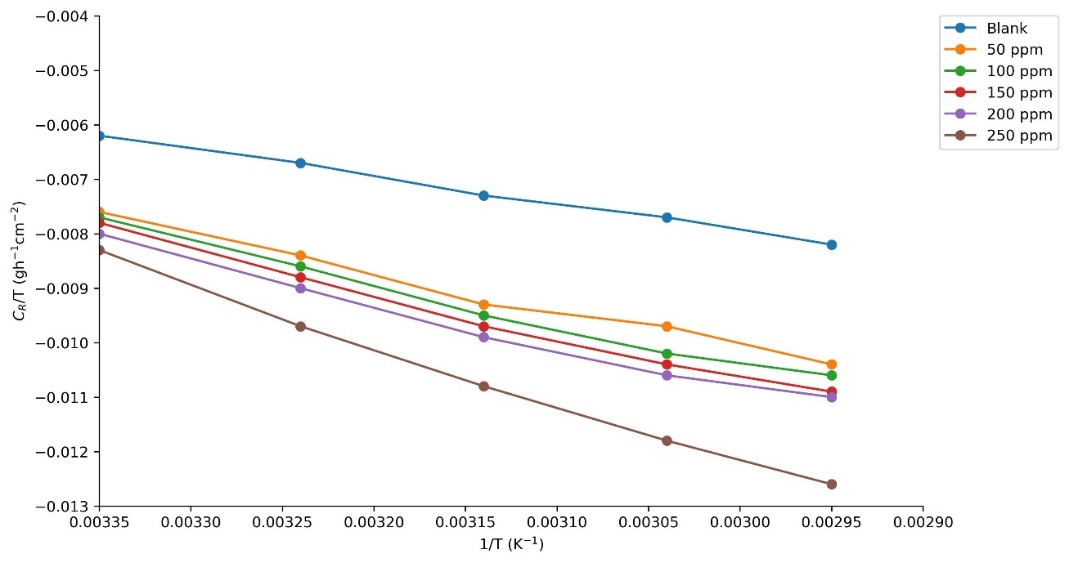 −0.004
−0.005
−0.006
−0.007
−0.008
−0.009
−0.010
−0.011
−0.012
−0.013
C_R/T (gh⁻¹cm⁻²)
0.00335 0.00330 0.00325 0.00320 0.00315 0.00310 0.00305 0.00300 0.00295 0.00290
1/T (K⁻¹)
Blank
50 ppm
100 ppm
150 ppm
200 ppm
250 ppm